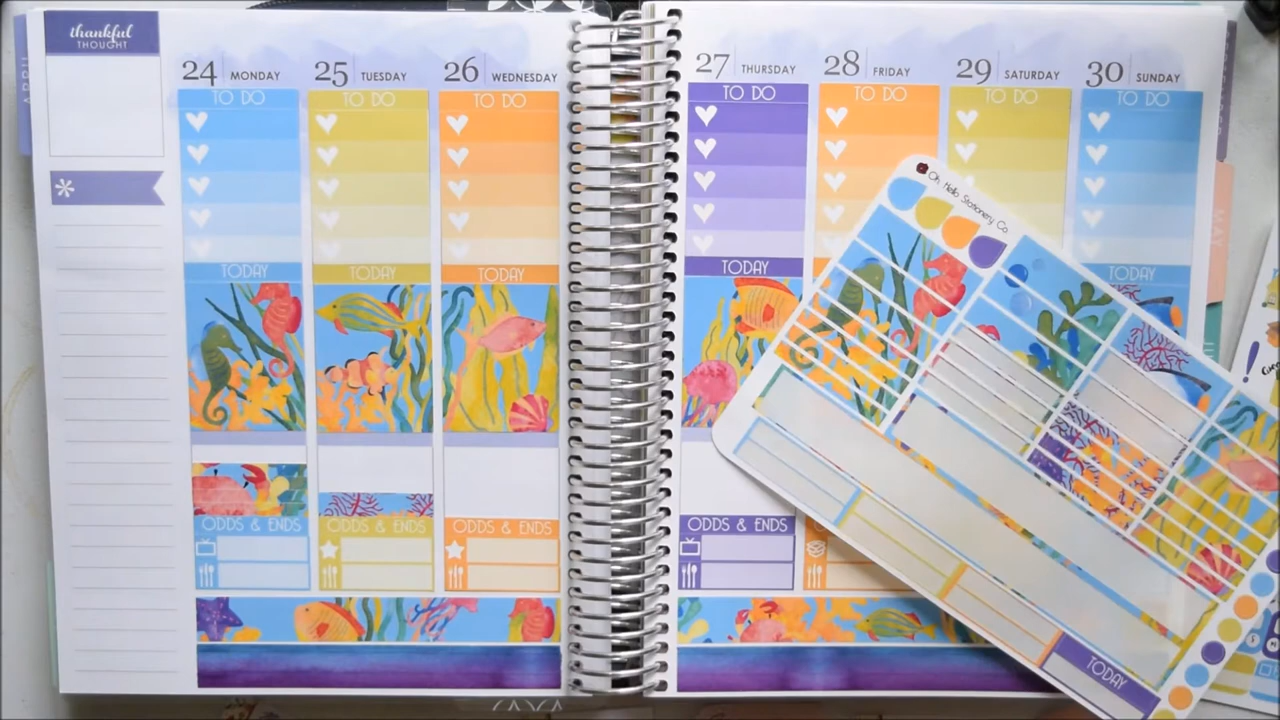 thankful
THOUGHT
24 MONDAY
25 TUESDAY
26 WEDNESDAY
27 THURSDAY
28 FRIDAY
29 SATURDAY
30 SUNDAY
TO DO
TO DO
TO DO
TO DO
TO DO
TO DO
TO DO
TODAY
TODAY
TODAY
TODAY
TODAY
ODDS & ENDS
ODDS & ENDS
ODDS & ENDS
ODDS & ENDS
Oh, Hello Stationery Co
TODAY
APRIL
MAY